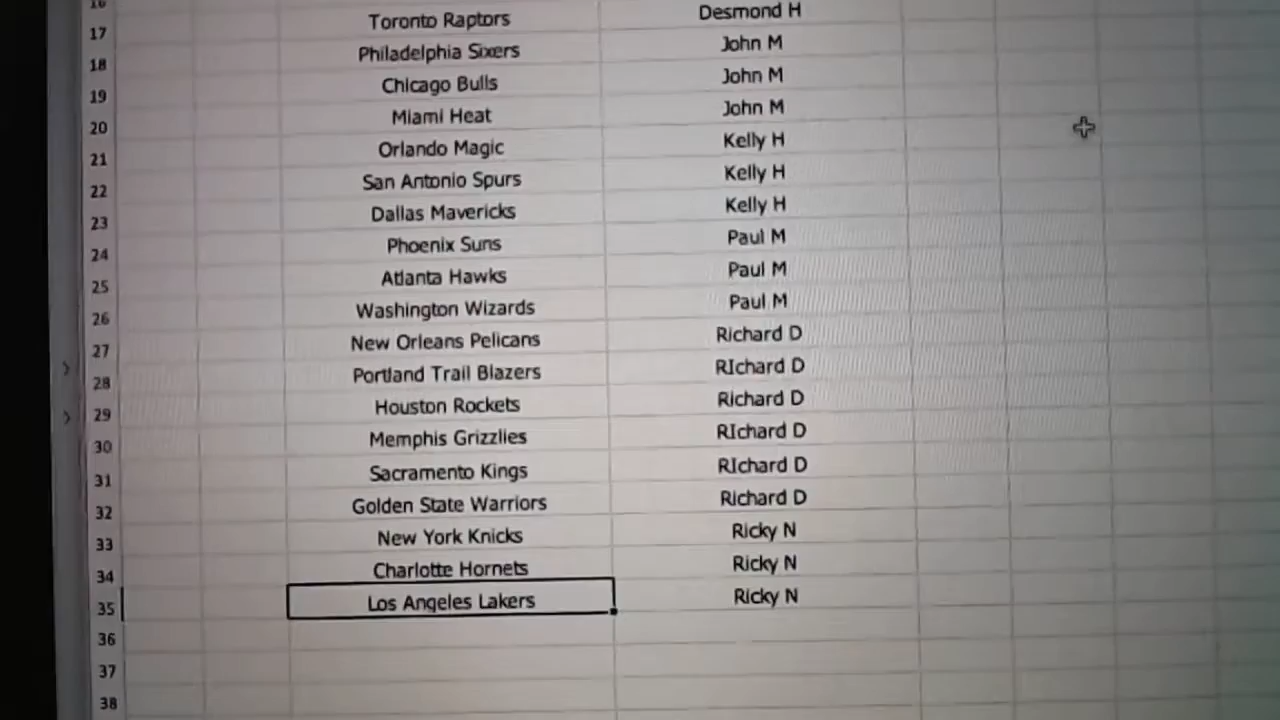 16
17 Toronto Raptors Desmond H
18 Philadelphia Sixers John M
19 Chicago Bulls John M
20 Miami Heat John M
21 Orlando Magic Kelly H
22 San Antonio Spurs Kelly H
23 Dallas Mavericks Kelly H
24 Phoenix Suns Paul M
25 Atlanta Hawks Paul M
26 Washington Wizards Paul M
27 New Orleans Pelicans Richard D
28 Portland Trail Blazers RIchard D
29 Houston Rockets Richard D
30 Memphis Grizzlies RIchard D
31 Sacramento Kings RIchard D
32 Golden State Warriors Richard D
33 New York Knicks Ricky N
34 Charlotte Hornets Ricky N
35 Los Angeles Lakers Ricky N
36
37
38